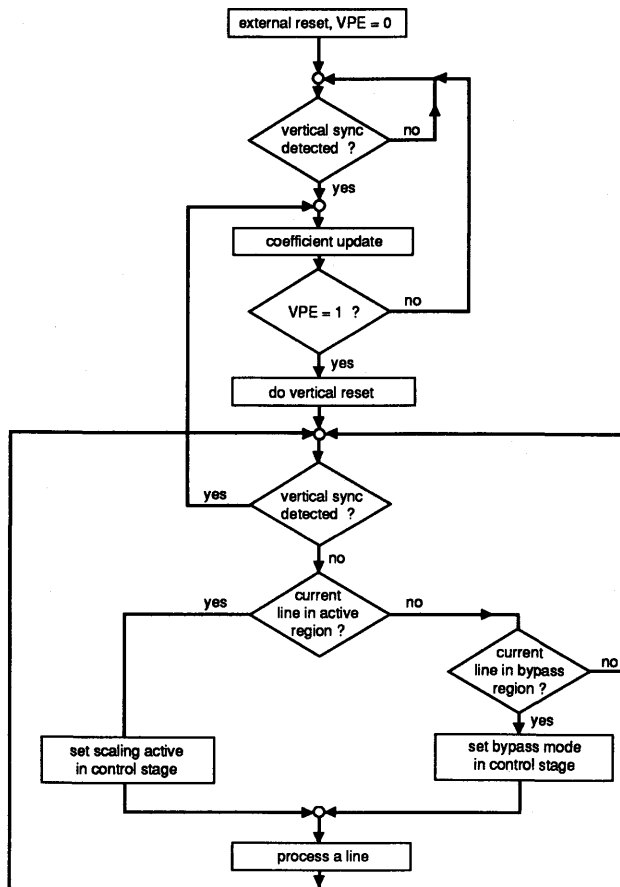 external reset, VPE = 0
vertical sync
detected ?
no
yes
coefficient update
VPE = 1 ?
no
yes
do vertical reset
yes
vertical sync
detected ?
no
yes
current
line in active
region ?
no
current
line in bypass
region ?
no
yes
set scaling active
in control stage
set bypass mode
in control stage
process a line